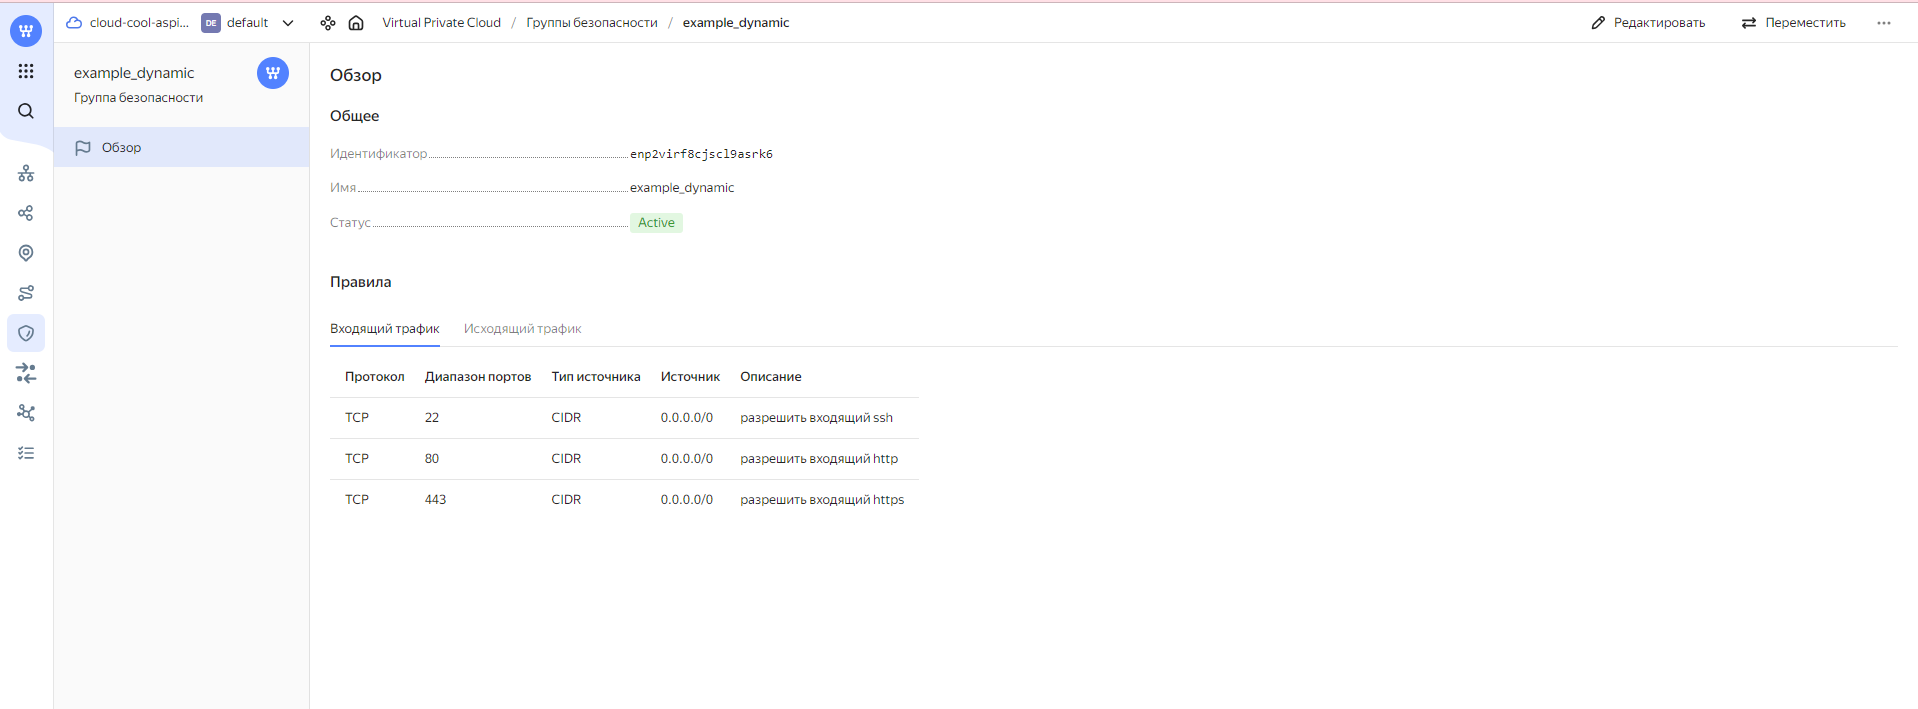 cloud-cool-aspi... DE default Virtual Private Cloud / Группы безопасности / example_dynamic Редактировать Переместить
example_dynamic
Группа безопасности
Обзор
Обзор
Общее
Идентификатор enp2virf8cjscl9asrk6
Имя example_dynamic
Статус Active
Правила
Входящий трафик Исходящий трафик
Протокол Диапазон портов Тип источника Источник Описание
TCP 22 CIDR 0.0.0.0/0 разрешить входящий ssh
TCP 80 CIDR 0.0.0.0/0 разрешить входящий http
TCP 443 CIDR 0.0.0.0/0 разрешить входящий https